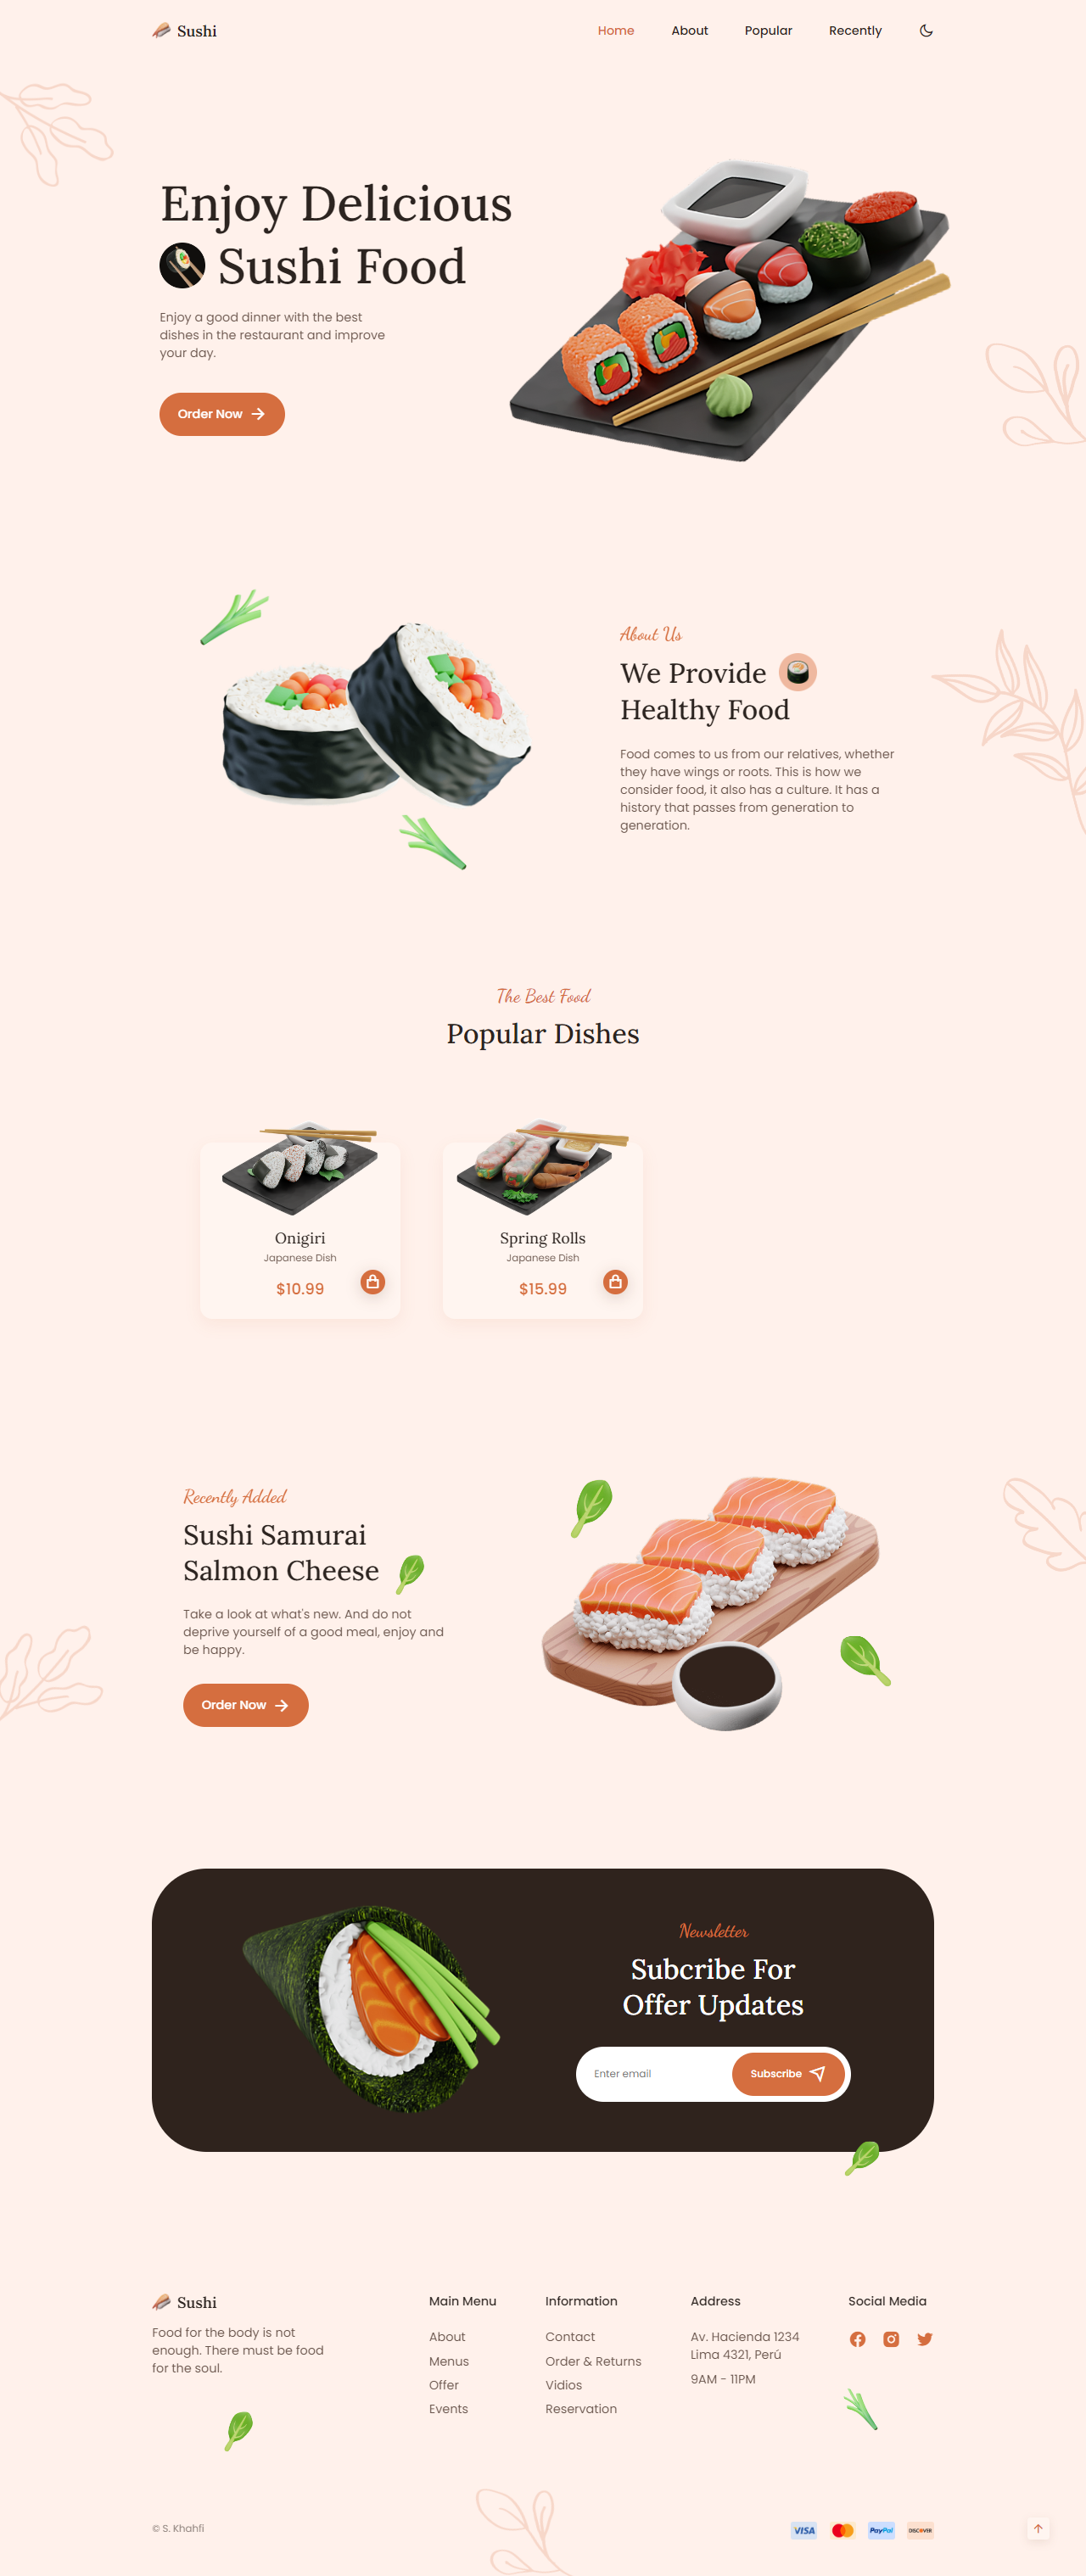 Sushi
Home
About
Popular
Recently
Enjoy Delicious
Sushi Food
Enjoy a good dinner with the best
dishes in the restaurant and improve
your day.
Order Now
About Us
We Provide
Healthy Food
Food comes to us from our relatives, whether
they have wings or roots. This is how we
consider food, it also has a culture. It has a
history that passes from generation to
generation.
The Best Food
Popular Dishes
Onigiri
Japanese Dish
$10.99
Spring Rolls
Japanese Dish
$15.99
Recently Added
Sushi Samurai
Salmon Cheese
Take a look at what's new. And do not
deprive yourself of a good meal, enjoy and
be happy.
Order Now
Newsletter
Subcribe For
Offer Updates
Enter email
Subscribe
Sushi
Food for the body is not
enough. There must be food
for the soul.
Main Menu
About
Menus
Offer
Events
Information
Contact
Order & Returns
Vidios
Reservation
Address
Av. Hacienda 1234
Lima 4321, Perú
9AM - 11PM
Social Media
© S. Khahfi
VISA
PayPal
DISCOVER